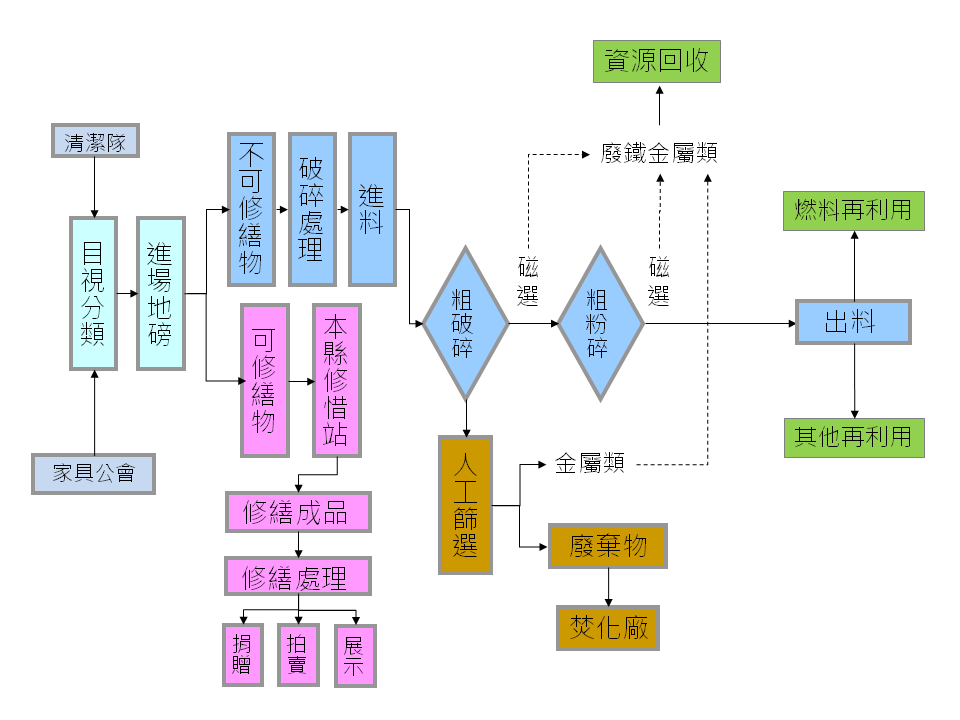 資源回收
清潔隊
不可修繕物
破碎處理
進料
廢鐵金屬類
燃料再利用
目視分類
進場地磅
磁選
磁選
粗破碎
粗粉碎
出料
可修繕物
本縣修惜站
其他再利用
家具公會
人工篩選
金屬類
修繕成品
廢棄物
修繕處理
焚化廠
捐贈
拍賣
展示